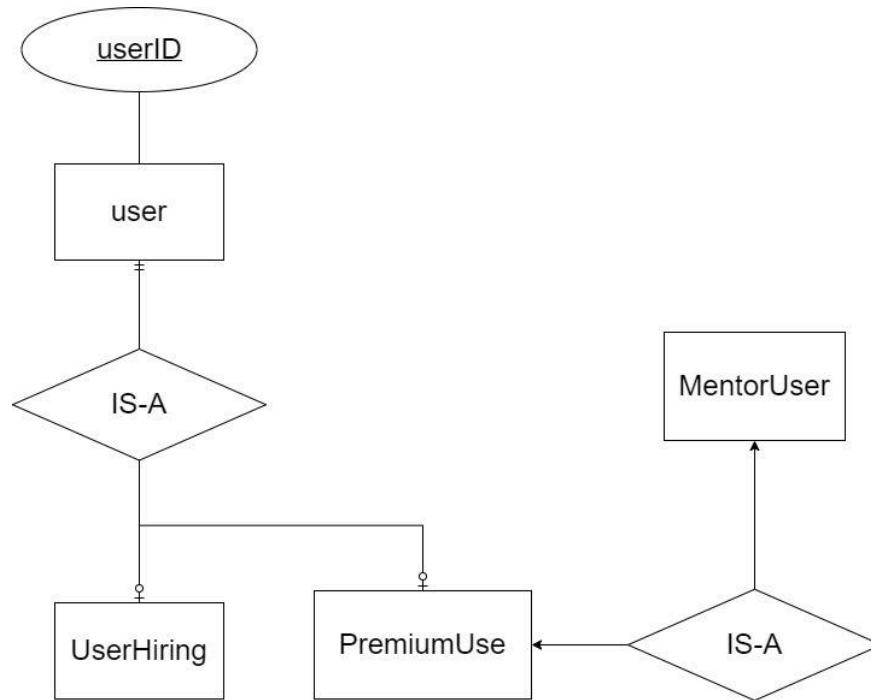 userID
user
IS-A
MentorUser
UserHiring
PremiumUse
IS-A